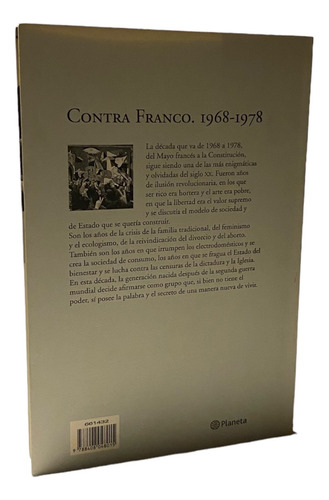 CONTRA FRANCO. 1968-1978
La década que va de 1968 a 1978,
del Mayo francés a la Constitución,
sigue siendo una de las más enigmáticas
y olvidadas del siglo XX. Fueron años
de ilusión revolucionaria, en los que
ser rico era hortera y el arte era pobre,
en que la libertad era el valor supremo
y se discutía el modelo de sociedad y
de Estado que se quería construir.
Son los años de la crisis de la familia tradicional, del feminismo
y el ecologismo, de la reivindicación del divorcio y del aborto.
También son los años en que irrumpen los electrodomésticos y se
crea la sociedad de consumo, los años en que se fragua el Estado del
bienestar y se lucha contra las censuras de la dictadura y la Iglesia.
En esta década, la generación nacida después de la segunda guerra
mundial decide afirmarse como grupo que, si bien no tiene el
poder, sí posee la palabra y el secreto de una manera nueva de vivir.
601432
Planeta